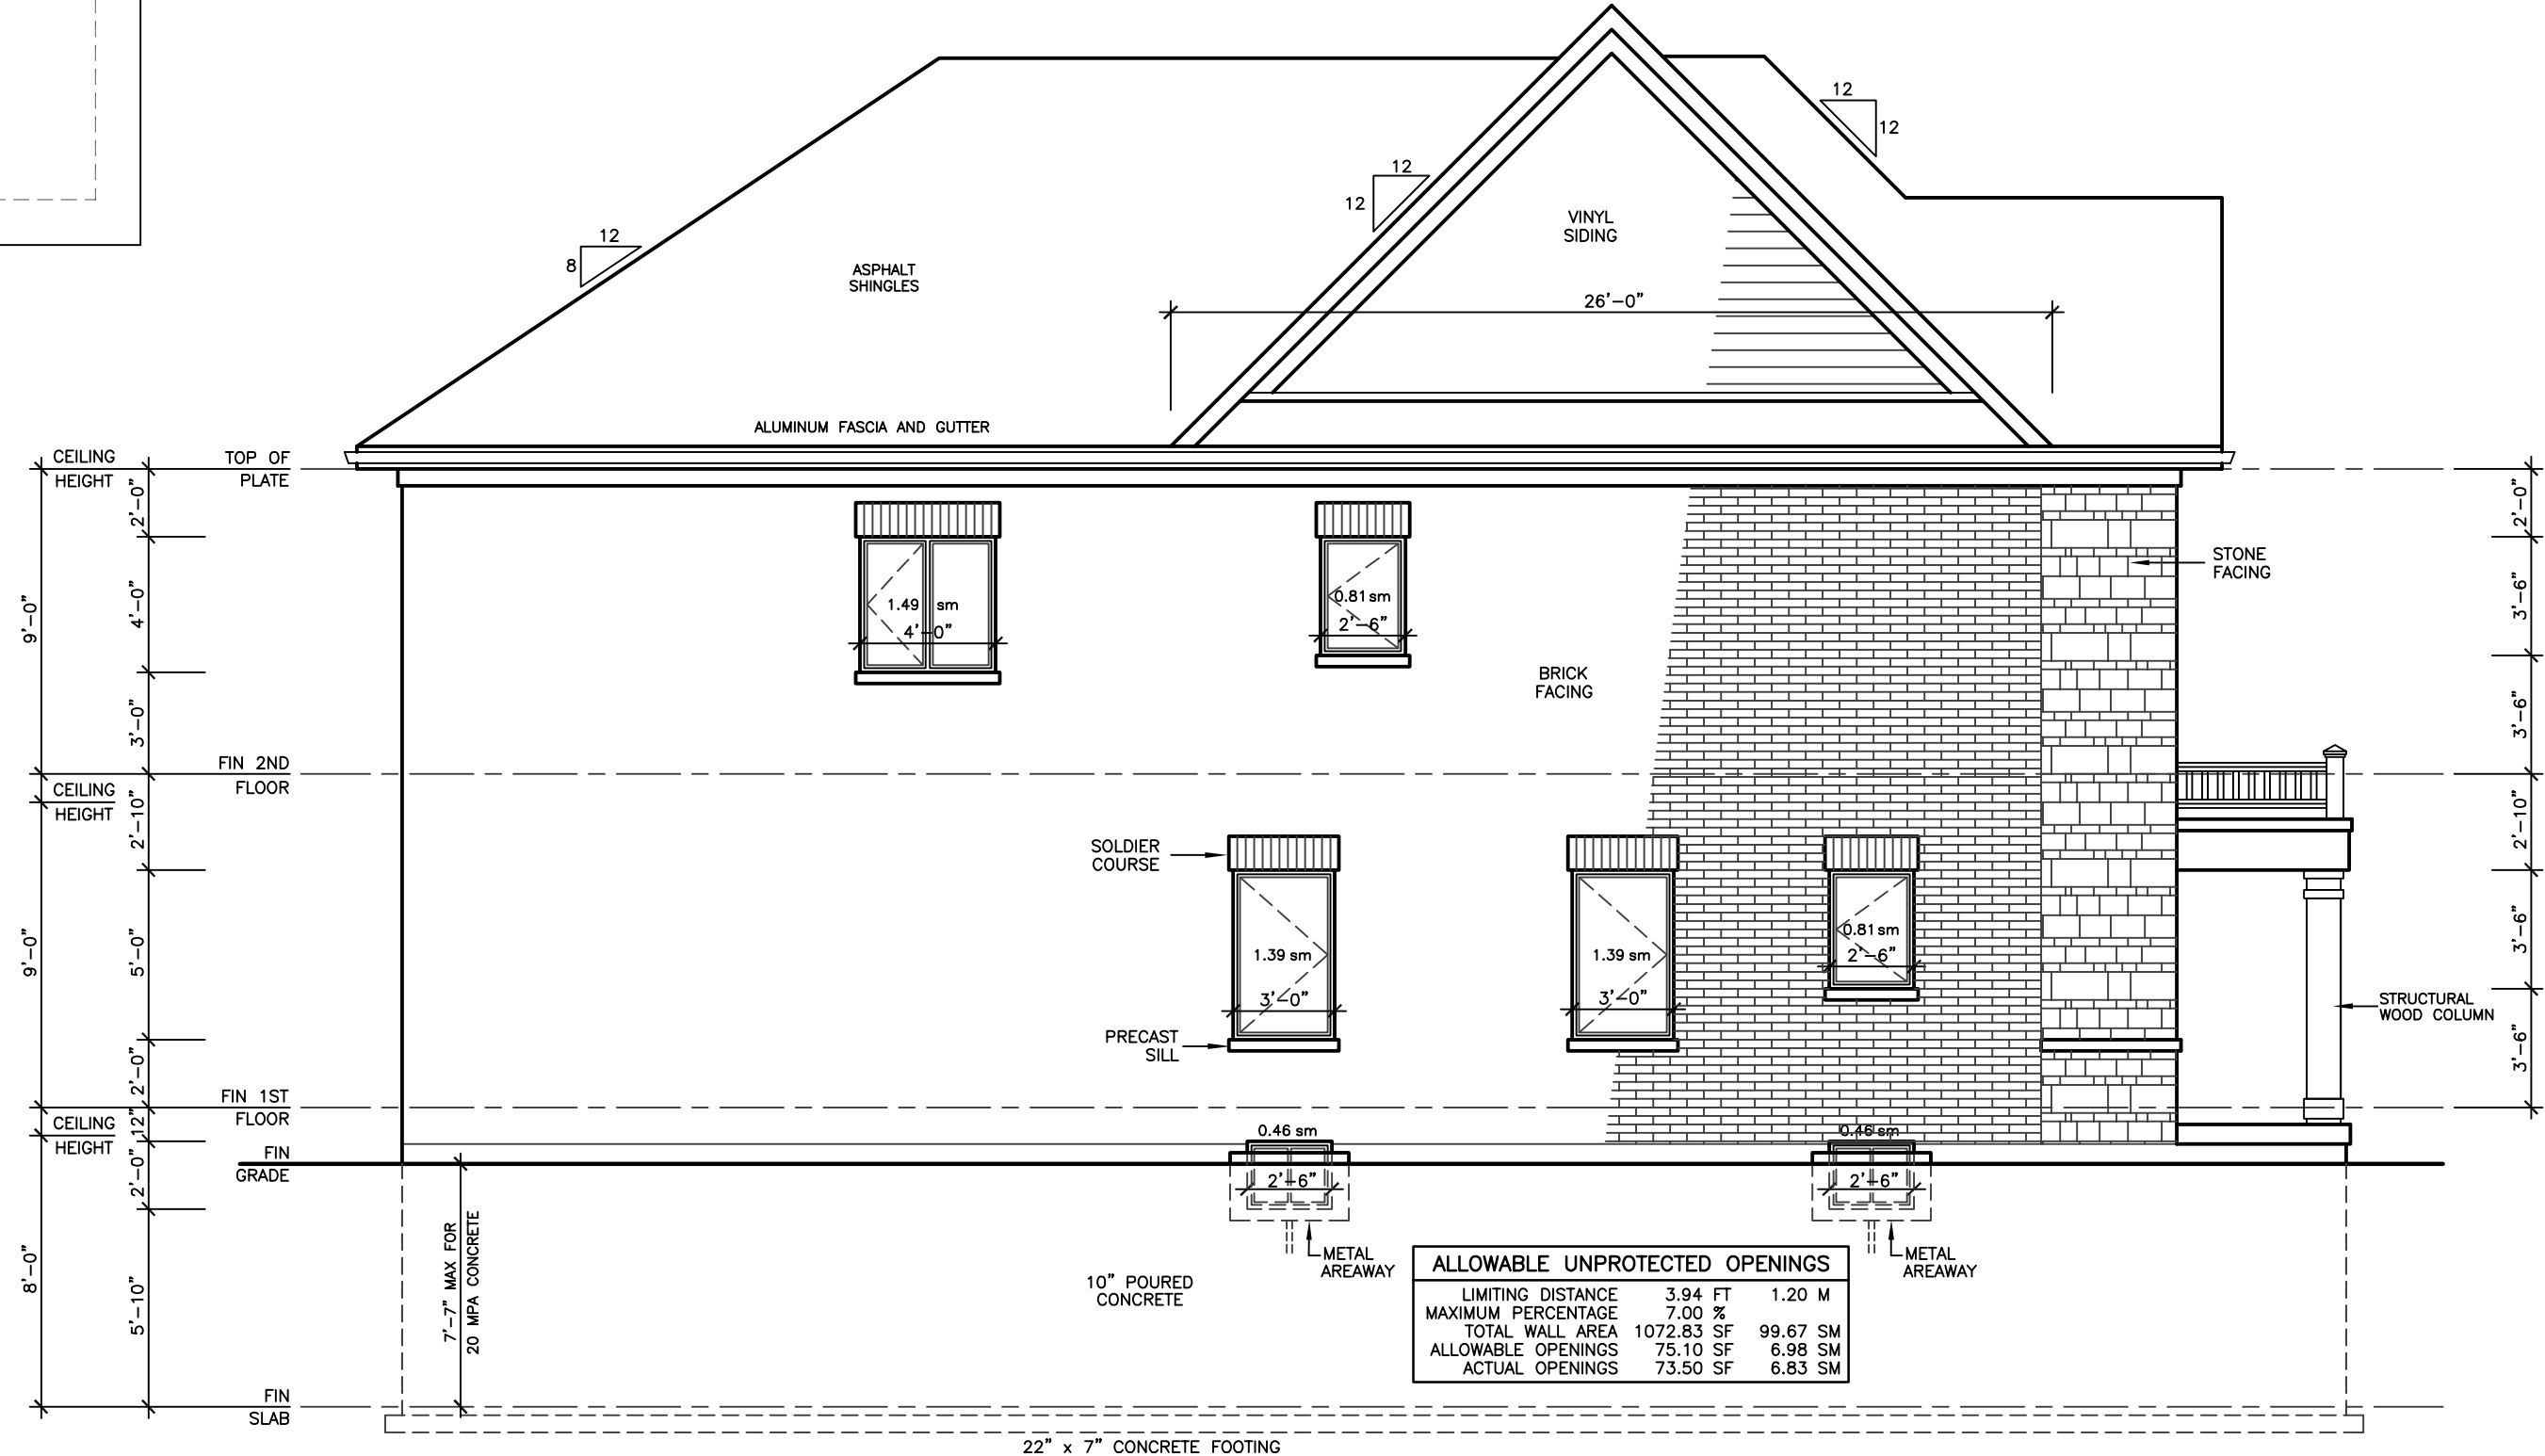 12
12
12
12
12
8
VINYL
SIDING
ASPHALT
SHINGLES
26'-0"
ALUMINUM FASCIA AND GUTTER
CEILING
HEIGHT
TOP OF
PLATE
2'-0"
4'-0"
3'-0"
9'-0"
1.49 sm
4'-0"
0.81 sm
2'-6"
BRICK
FACING
STONE
FACING
2'-0"
3'-6"
3'-6"
FIN 2ND
FLOOR
CEILING
HEIGHT
2'-10"
5'-0"
2'-0"
9'-0"
SOLDIER
COURSE
1.39 sm
3'-0"
1.39 sm
3'-0"
0.81 sm
2'-6"
PRECAST
SILL
2'-10"
3'-6"
3'-6"
STRUCTURAL
WOOD COLUMN
FIN 1ST
FLOOR
CEILING
HEIGHT
12"
2'-0"
5'-10"
8'-0"
FIN
GRADE
0.46 sm
2'-6"
0.46 sm
2'-6"
METAL
AREAWAY
METAL
AREAWAY
7'-7" MAX FOR
20 MPA CONCRETE
10" POURED
CONCRETE
ALLOWABLE UNPROTECTED OPENINGS
LIMITING DISTANCE 3.94 FT 1.20 M
MAXIMUM PERCENTAGE 7.00 %
TOTAL WALL AREA 1072.83 SF 99.67 SM
ALLOWABLE OPENINGS 75.10 SF 6.98 SM
ACTUAL OPENINGS 73.50 SF 6.83 SM
FIN
SLAB
22" x 7" CONCRETE FOOTING